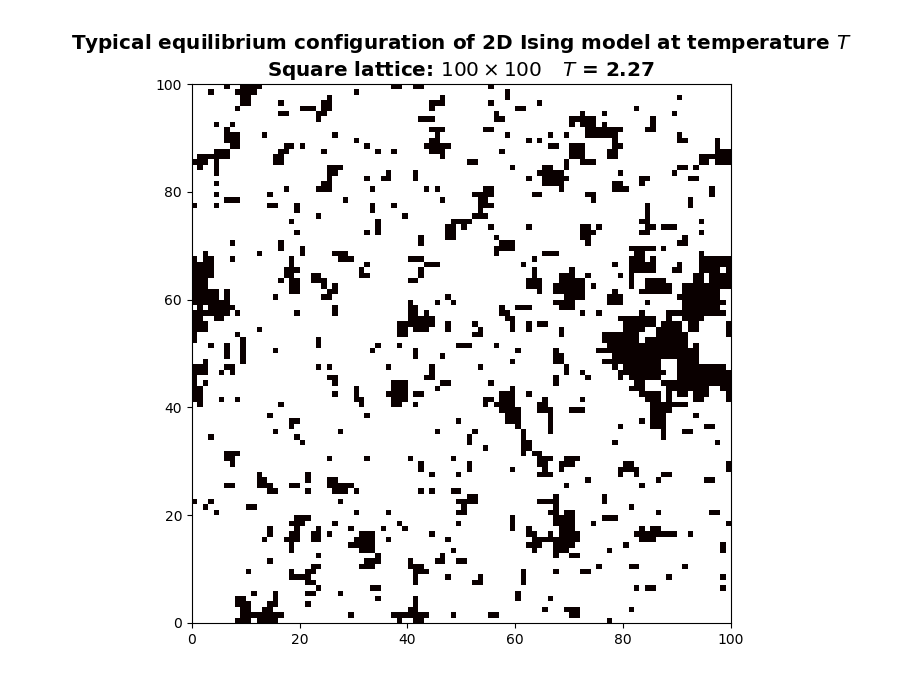 Typical equilibrium configuration of 2D Ising model at temperature T
Square lattice: 100 × 100 T = 2.27
100
80
60
40
20
0
0 20 40 60 80 100